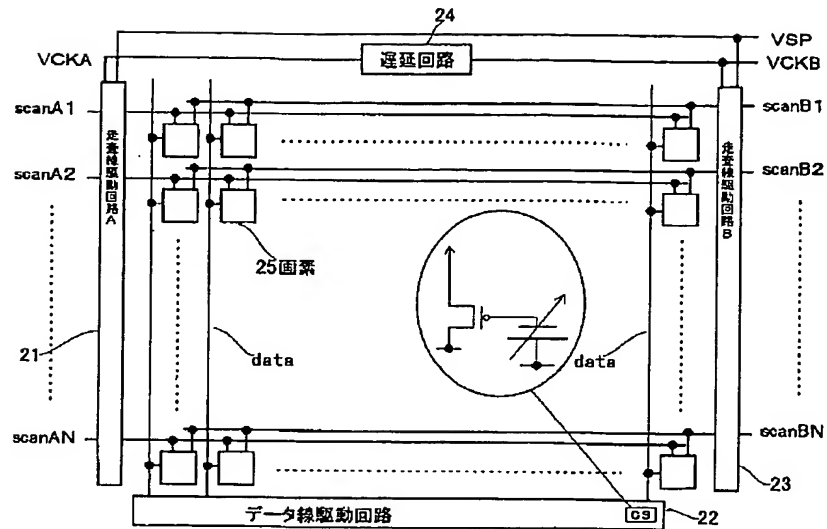 24
VSP
VCKA
遅延回路
VCKB
scanA1
scanB1
走査線駆動回路A
走査線駆動回路B
scanA2
scanB2
25画素
21
data
data
scanAN
scanBN
23
データ線駆動回路
CS
22